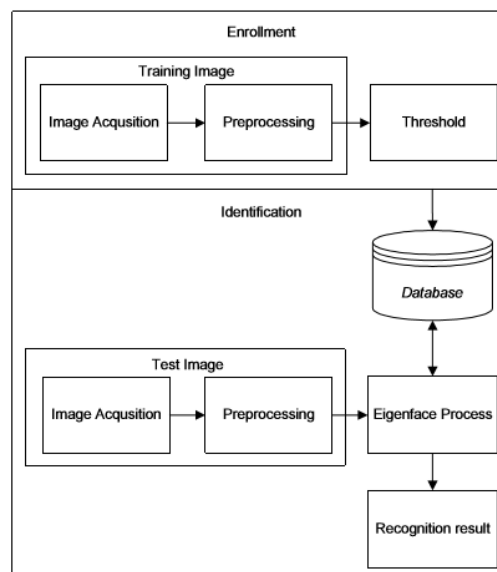 Enrollment
Training Image
Image Acqusition
Preprocessing
Threshold
Identification
Database
Test Image
Image Acqusition
Preprocessing
Eigenface Process
Recognition result